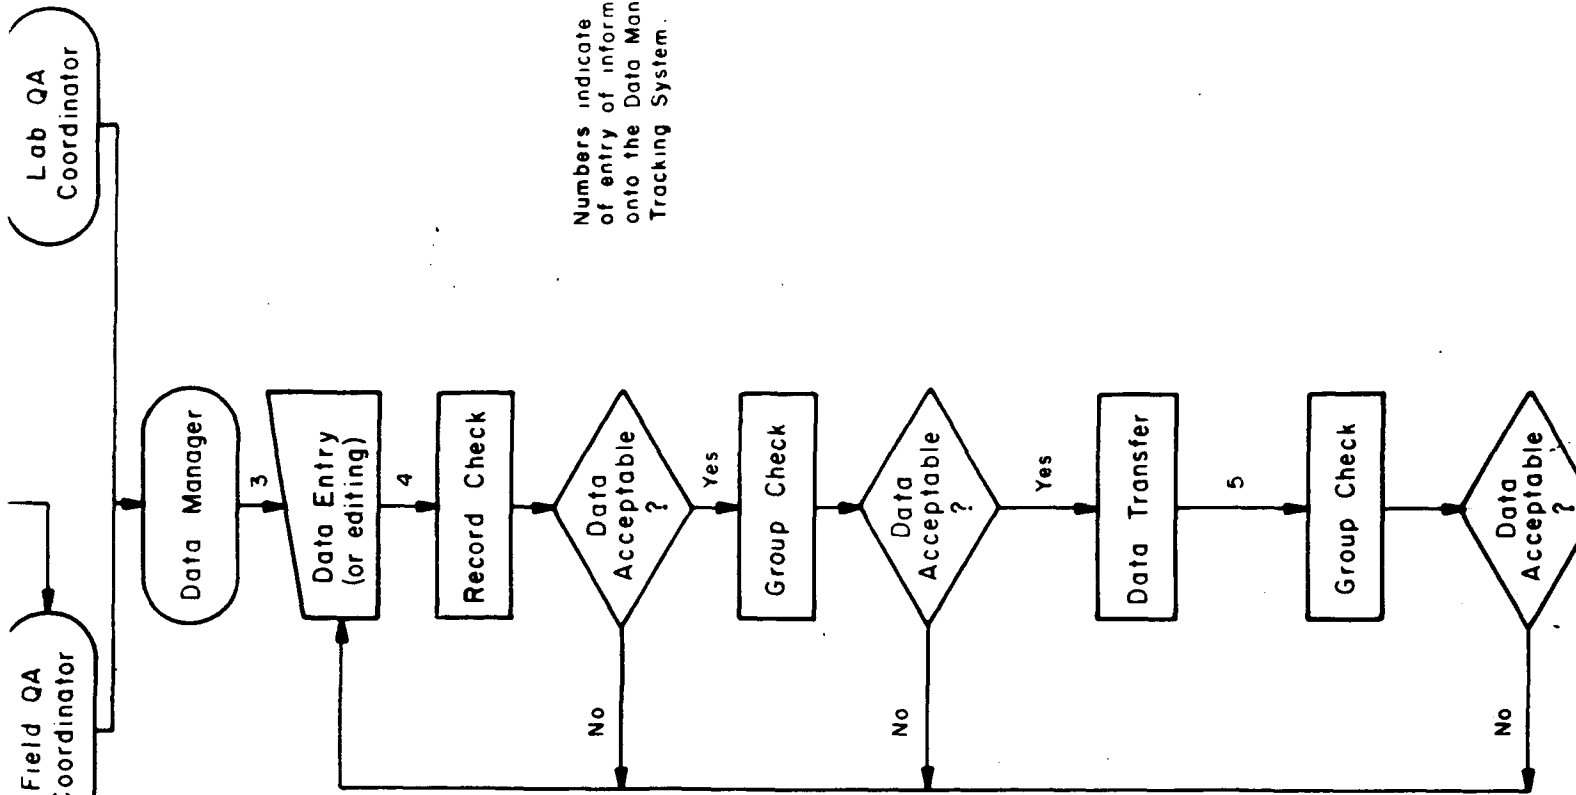 Field QA
Coordinator
Lab QA
Coordinator
Data Manager
3
Data Entry
(or editing)
4
Record Check
Data
Acceptable
?
No
Yes
Group Check
Data
Acceptable
?
No
Yes
Data Transfer
5
Group Check
Data
Acceptable
?
No
Numbers indicate
of entry of inform
onto the Data Man
Tracking System.